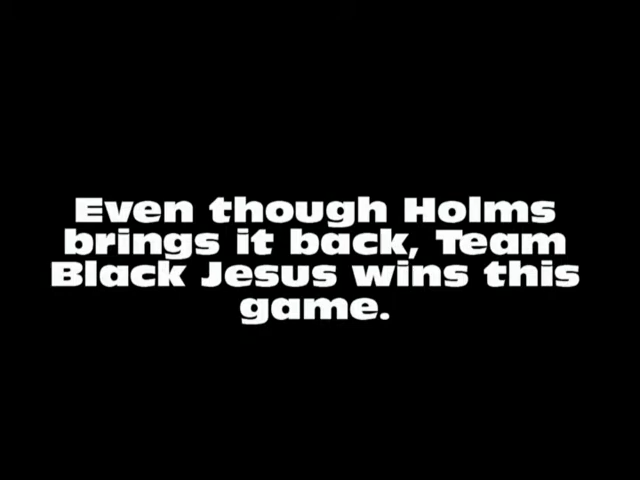 Even though Holms
brings it back, Team
Black Jesus wins this
game.